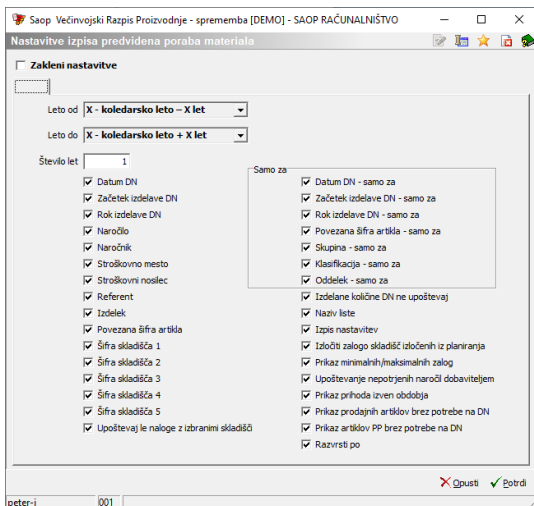 Saop Večinvojski Razpis Proizvodnje - sprememba [DEMO] - SAOP RAČUNALNIŠTVO
Nastavitve izpisa predvidena poraba materiala
Zakleni nastavitve
Leto od X - koledarsko leto – X let
Leto do X - koledarsko leto + X let
Število let 1
Samo za
Datum DN
Datum DN - samo za
Začetek izdelave DN
Začetek izdelave DN - samo za
Rok izdelave DN
Rok izdelave DN - samo za
Naročilo
Povezana šifra artikla - samo za
Naročnik
Skupina - samo za
Stroškovno mesto
Klasifikacija - samo za
Stroškovni nosilec
Oddelek - samo za
Referent
Izdelane količine DN ne upoštevaj
Izdelek
Naziv liste
Povezana šifra artikla
Izpis nastavitev
Šifra skladišča 1
Izločiti zalogo skladišč izločenih iz planiranja
Šifra skladišča 2
Prikaz minimalnih/maksimalnih zalog
Šifra skladišča 3
Upoštevanje nepotrjenih naročil dobaviteljem
Šifra skladišča 4
Prikaz prihoda izven obdobja
Šifra skladišča 5
Prikaz prodajnih artiklov brez potrebe na DN
Upoštevaj le naloge z izbranimi skladišči
Prikaz artiklov PP brez potrebe na DN
Razvrsti po
Opusti Potrdi
peter-i 001